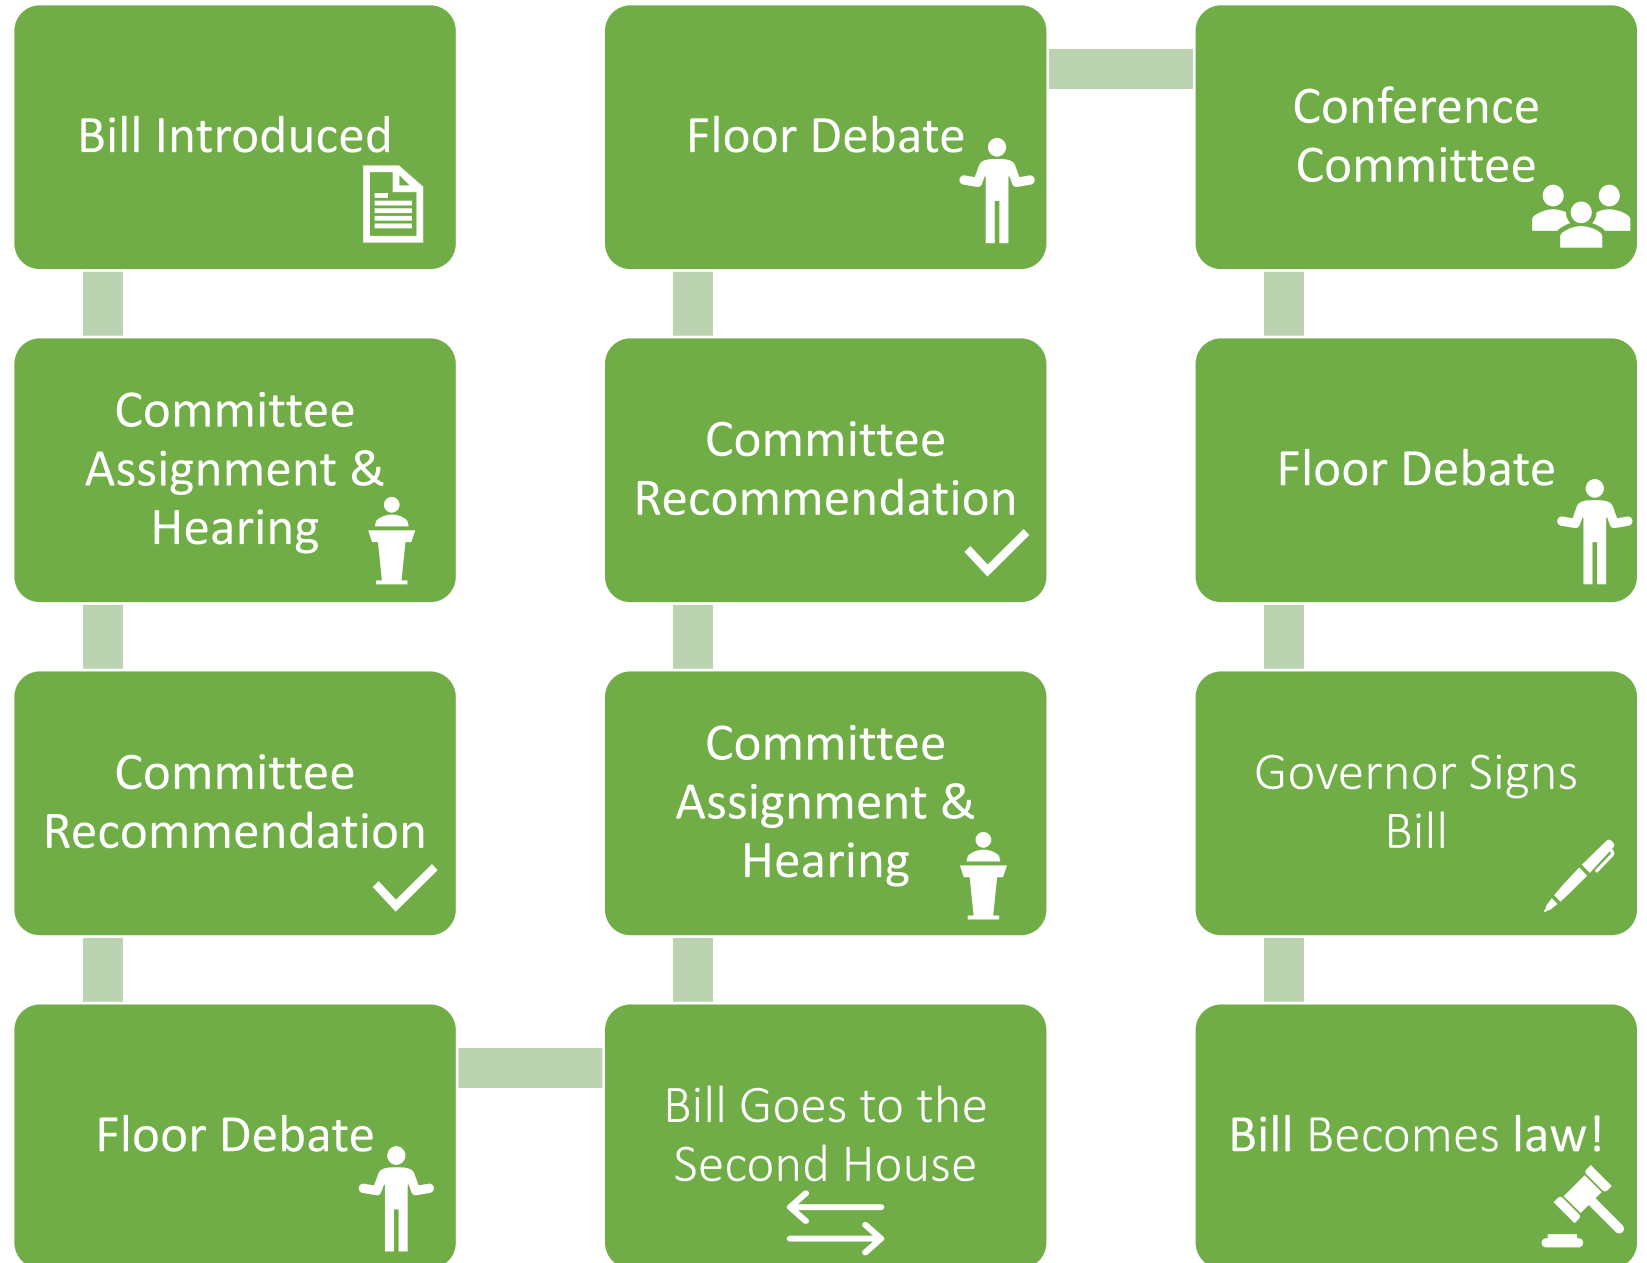 Bill Introduced
Committee
Assignment &
Hearing
Committee
Recommendation
Floor Debate
Bill Goes to the
Second House
Committee
Assignment &
Hearing
Committee
Recommendation
Floor Debate
Conference
Committee
Floor Debate
Governor Signs
Bill
Bill Becomes law!